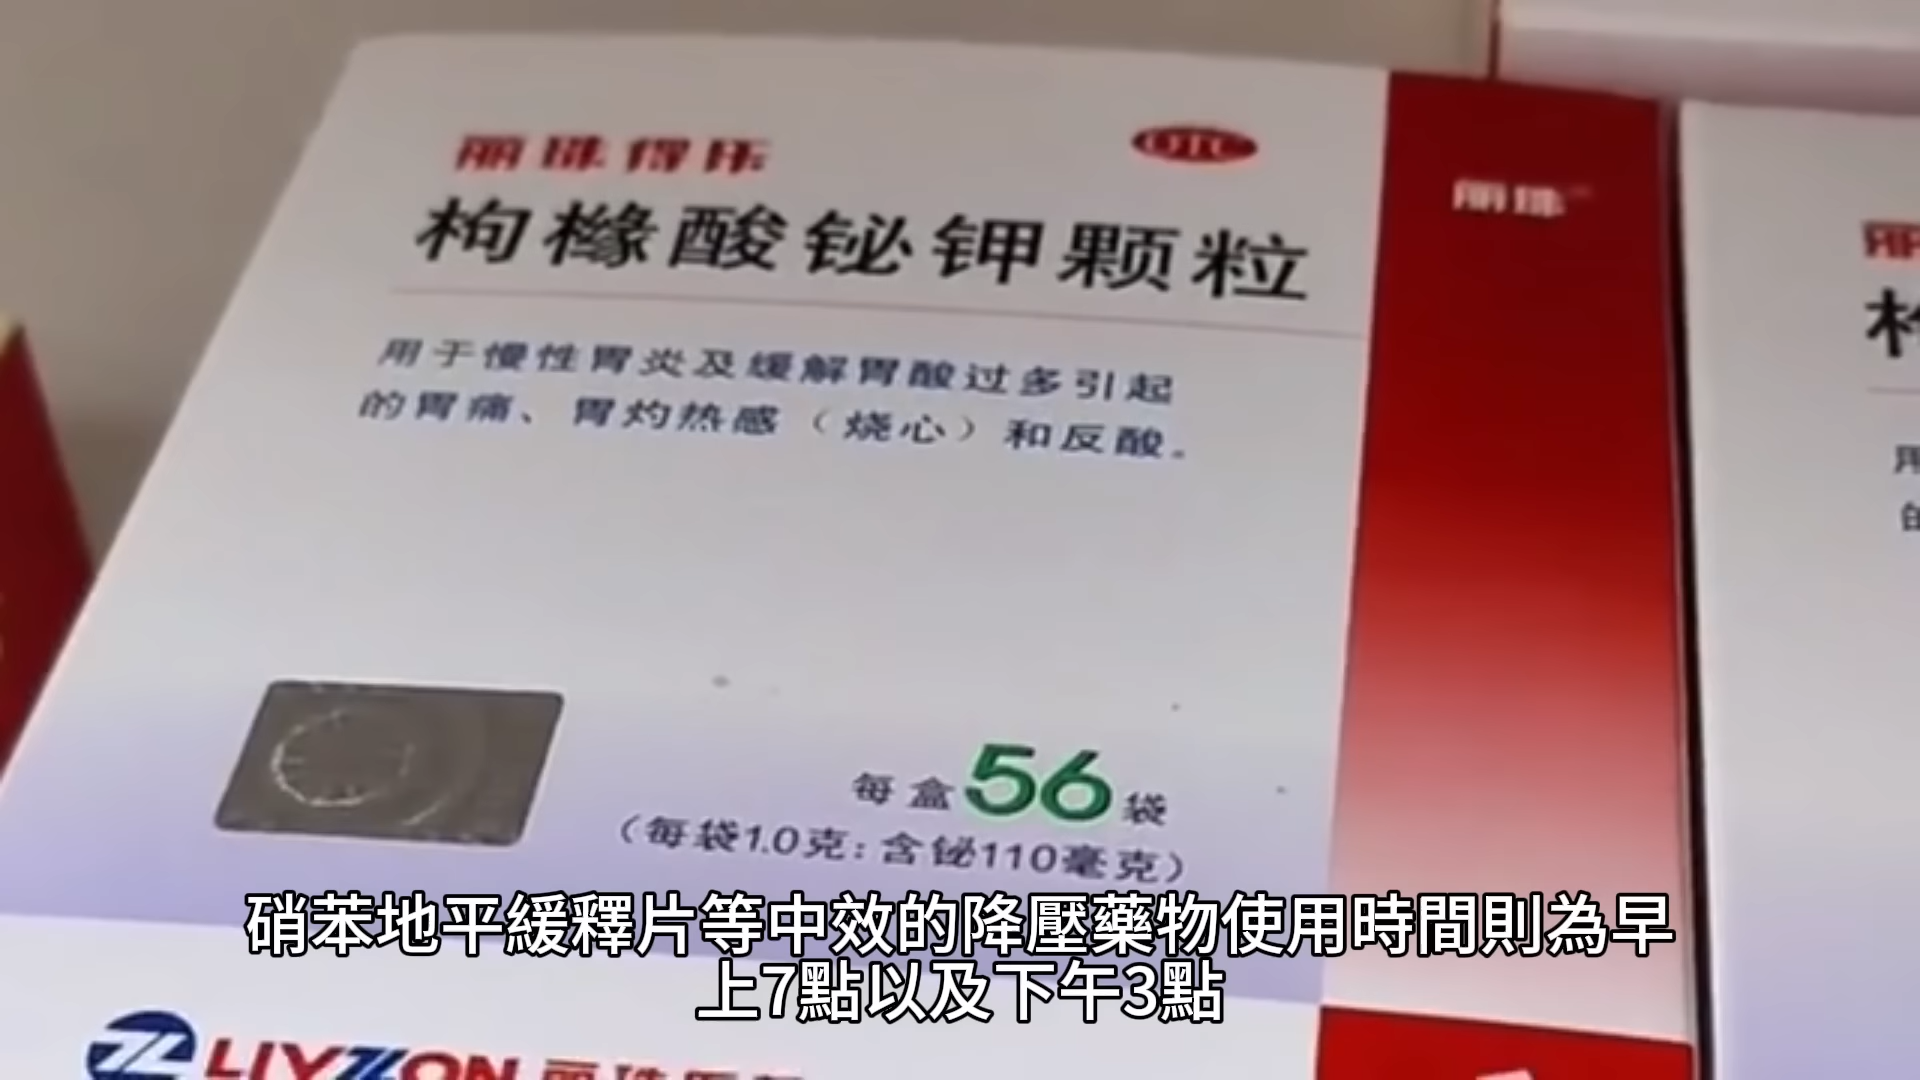 丽珠得乐
OTC
枸橼酸铋钾颗粒
用于慢性胃炎及缓解胃酸过多引起
的胃痛、胃灼热感（烧心）和反酸。
每盒56袋
（每袋1.0克：含铋110毫克）
LIVZON
丽珠
硝苯地平緩釋片等中效的降壓藥物使用時間則為早
上7點以及下午3點